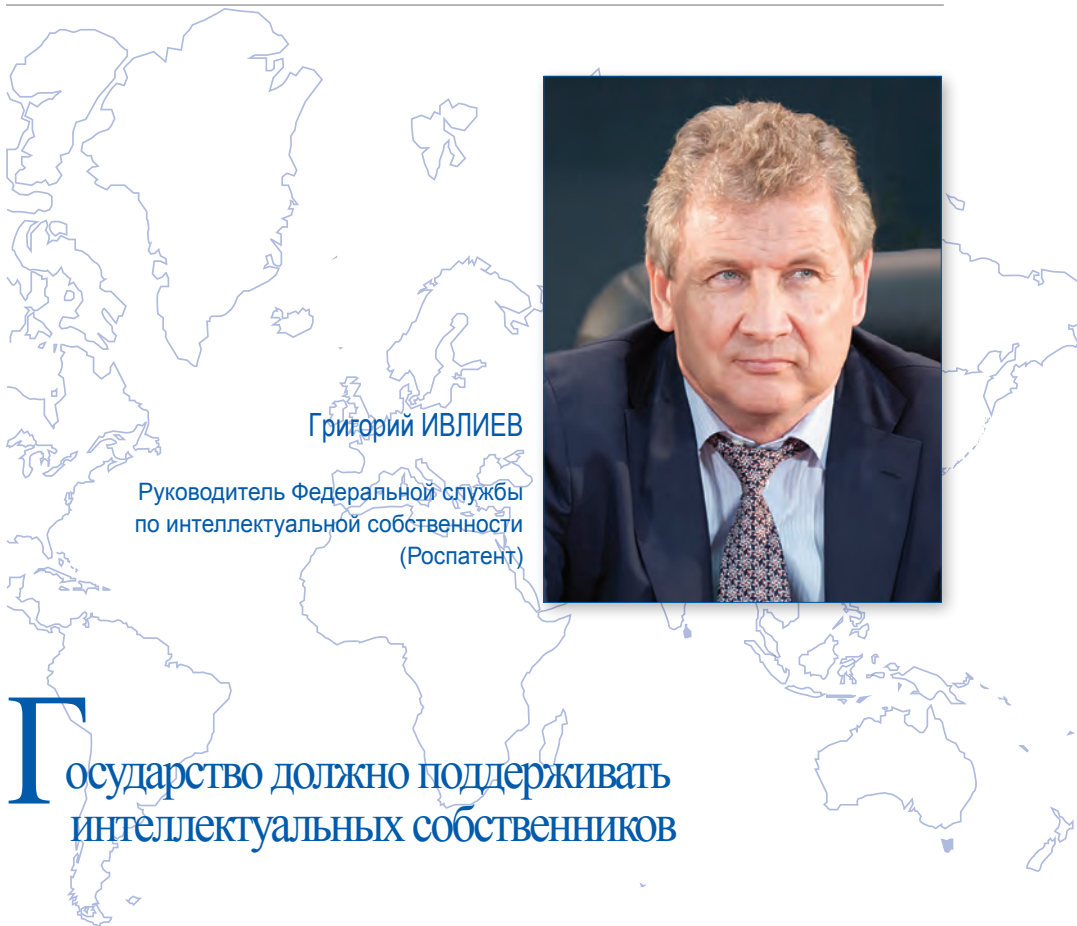 Григорий ИВЛИЕВ
Руководитель Федеральной службы
по интеллектуальной собственности
(Роспатент)
Государство должно поддерживать
интеллектуальных собственников